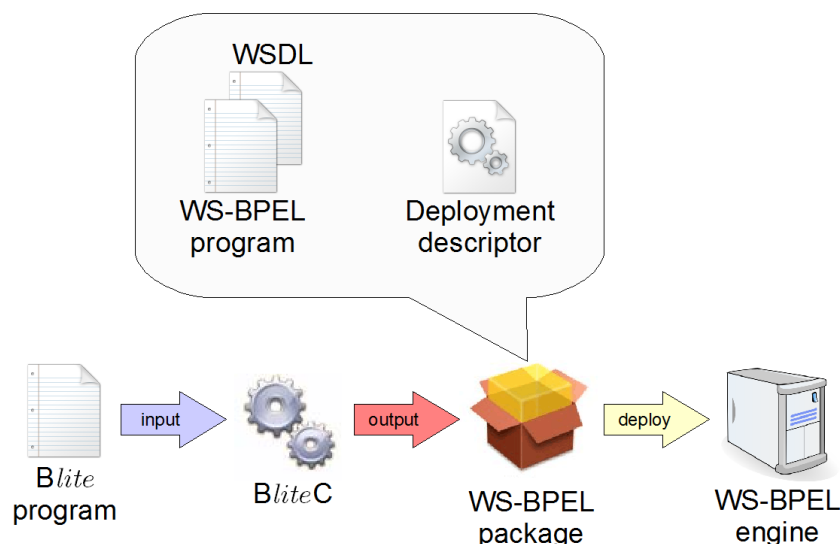 WSDL
WS-BPEL
program
Deployment
descriptor
input
output
deploy
Blite
program
BliteC
WS-BPEL
package
WS-BPEL
engine